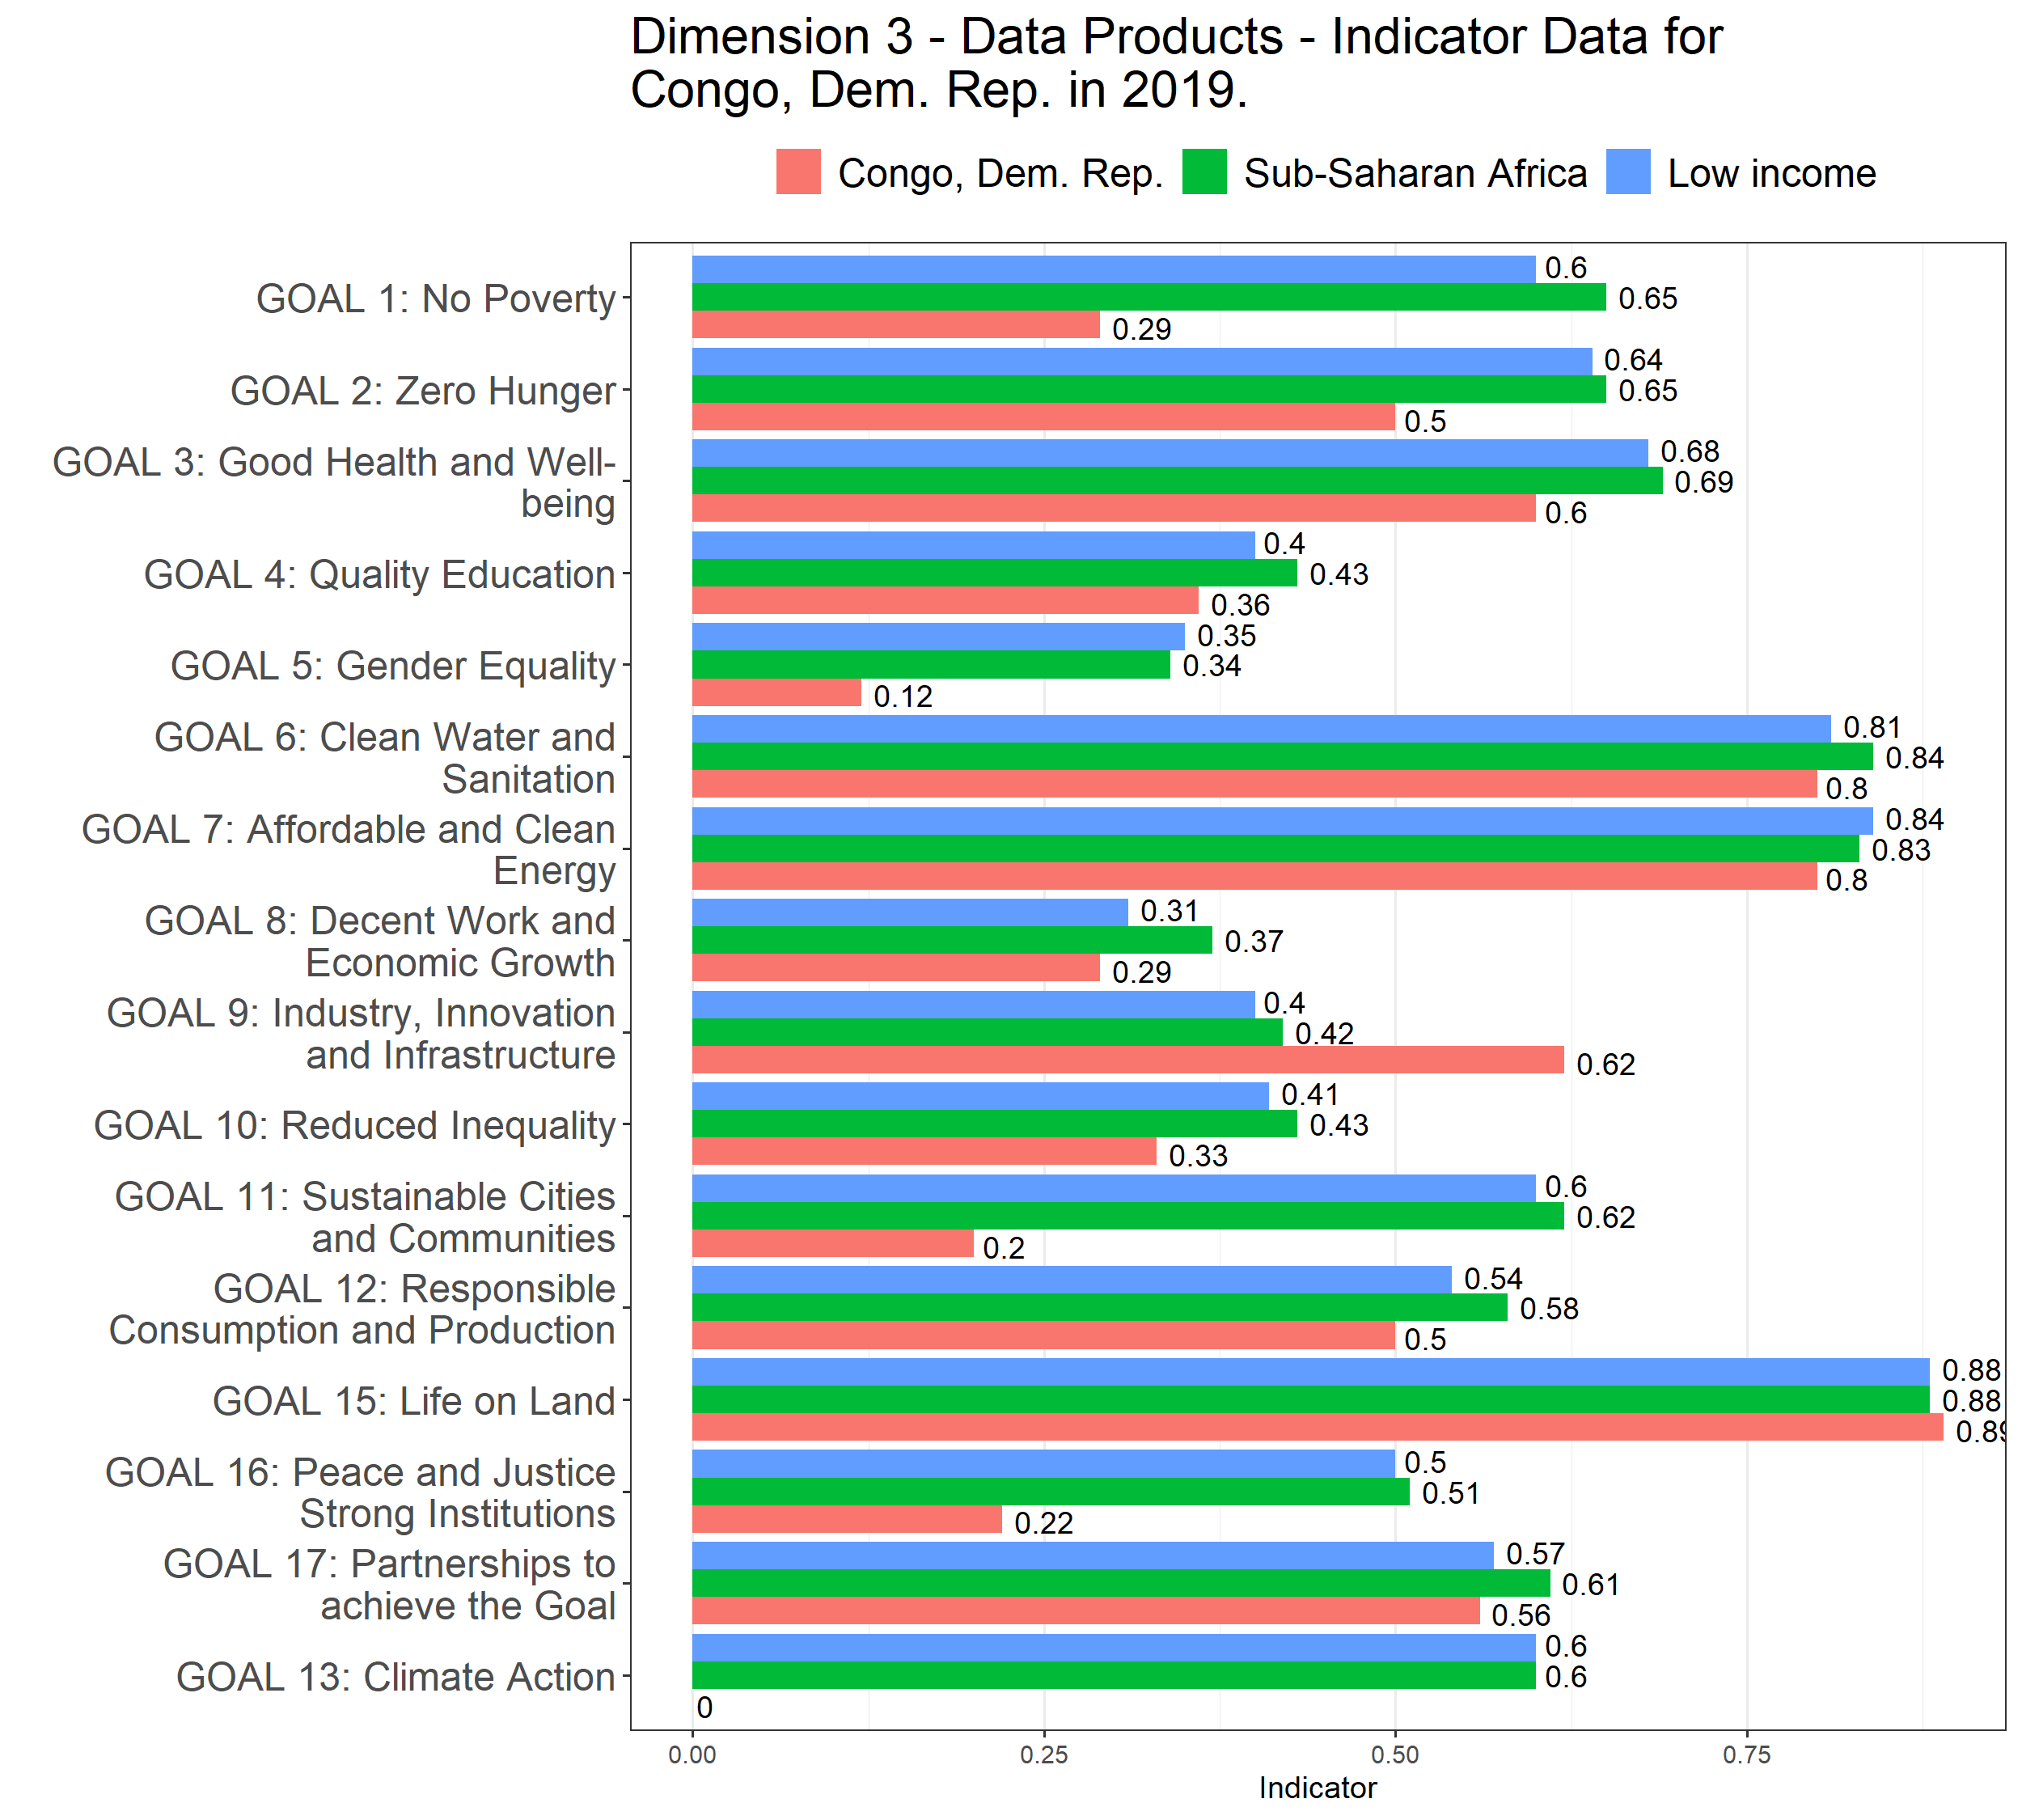 Dimension 3 - Data Products - Indicator Data for
Congo, Dem. Rep. in 2019.
Congo, Dem. Rep. Sub-Saharan Africa Low income
GOAL 1: No Poverty
0.6
0.65
0.29
GOAL 2: Zero Hunger
0.64
0.65
0.5
GOAL 3: Good Health and Well-
being
0.68
0.69
0.6
GOAL 4: Quality Education
0.4
0.43
0.36
GOAL 5: Gender Equality
0.35
0.34
0.12
GOAL 6: Clean Water and
Sanitation
0.81
0.84
0.8
GOAL 7: Affordable and Clean
Energy
0.84
0.83
0.8
GOAL 8: Decent Work and
Economic Growth
0.31
0.37
0.29
GOAL 9: Industry, Innovation
and Infrastructure
0.4
0.42
0.62
GOAL 10: Reduced Inequality
0.41
0.43
0.33
GOAL 11: Sustainable Cities
and Communities
0.6
0.62
0.2
GOAL 12: Responsible
Consumption and Production
0.54
0.58
0.5
GOAL 15: Life on Land
0.88
0.88
0.89
GOAL 16: Peace and Justice
Strong Institutions
0.5
0.51
0.22
GOAL 17: Partnerships to
achieve the Goal
0.57
0.61
0.56
GOAL 13: Climate Action
0.6
0.6
0
0.00 0.25 0.50 0.75
Indicator